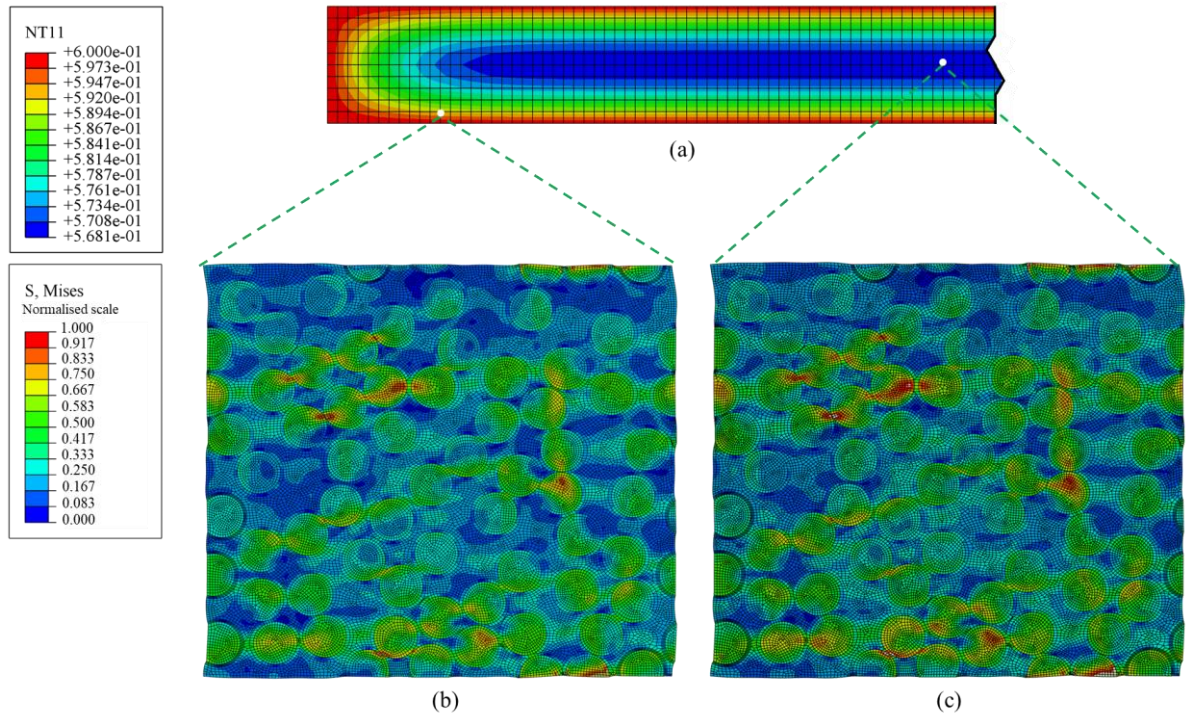 NT11
+6.000e-01
+5.973e-01
+5.947e-01
+5.920e-01
+5.894e-01
+5.867e-01
+5.841e-01
+5.814e-01
+5.787e-01
+5.761e-01
+5.734e-01
+5.708e-01
+5.681e-01
(a)
S, Mises
Normalised scale
1.000
0.917
0.833
0.750
0.667
0.583
0.500
0.417
0.333
0.250
0.167
0.083
0.000
(b)
(c)